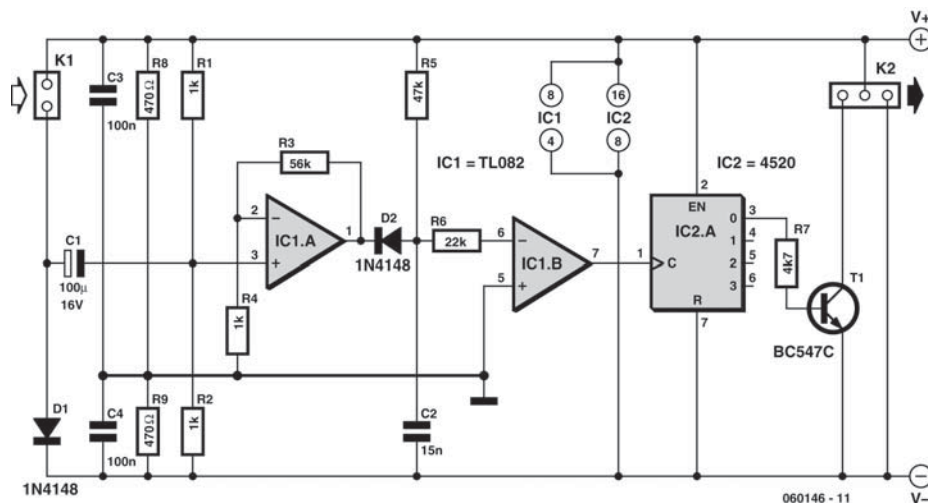 V+
K1
K2
C3
100n
R8
470Ω
R1
1k
R5
47k
8
16
IC1
IC2
4
8
IC1 = TL082
IC2 = 4520
R3
56k
2
−
IC1.A
1
3
+
D2
1N4148
R6
22k
6
−
IC1.B
7
5
+
2
EN
IC2.A
1
C
R
7
0
3
1
4
2
5
3
6
R7
4k7
T1
BC547C
C1
100µ
16V
R4
1k
D1
1N4148
C4
100n
R9
470Ω
R2
1k
C2
15n
060146 - 11
V−